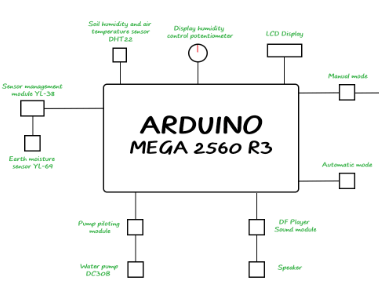 Soil humidity and air
temperature sensor
DHT22
Display humidity
control potentiometer
LCD Display
Sensor management
module YL-38
Manual mode
ARDUINO
MEGA 2560 R3
Earth moisture
sensor YL-69
Automatic mode
Pump piloting
module
DF Player
Sound module
Water pump
DC30B
Speaker